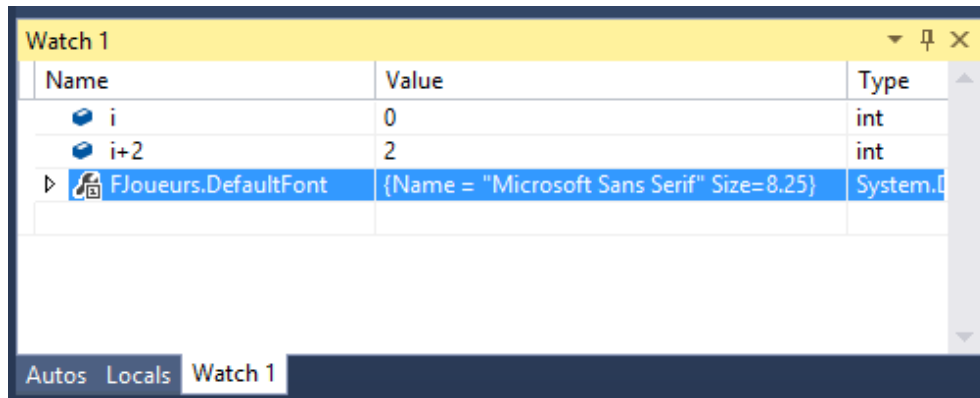 Watch 1
Name Value Type
i 0 int
i+2 2 int
FJoueurs.DefaultFont {Name = "Microsoft Sans Serif" Size=8.25}
Autos Locals Watch 1